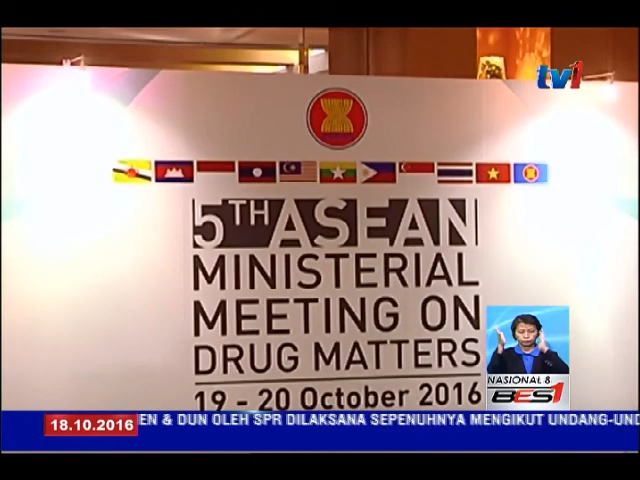 tv1
5TH ASEAN
MINISTERIAL
MEETING ON
DRUG MATTERS
19 - 20 October 2016
NASIONAL 8
BES1
18.10.2016
EN & DUN OLEH SPR DILAKSANA SEPENUHNYA MENGIKUT UNDANG-UND